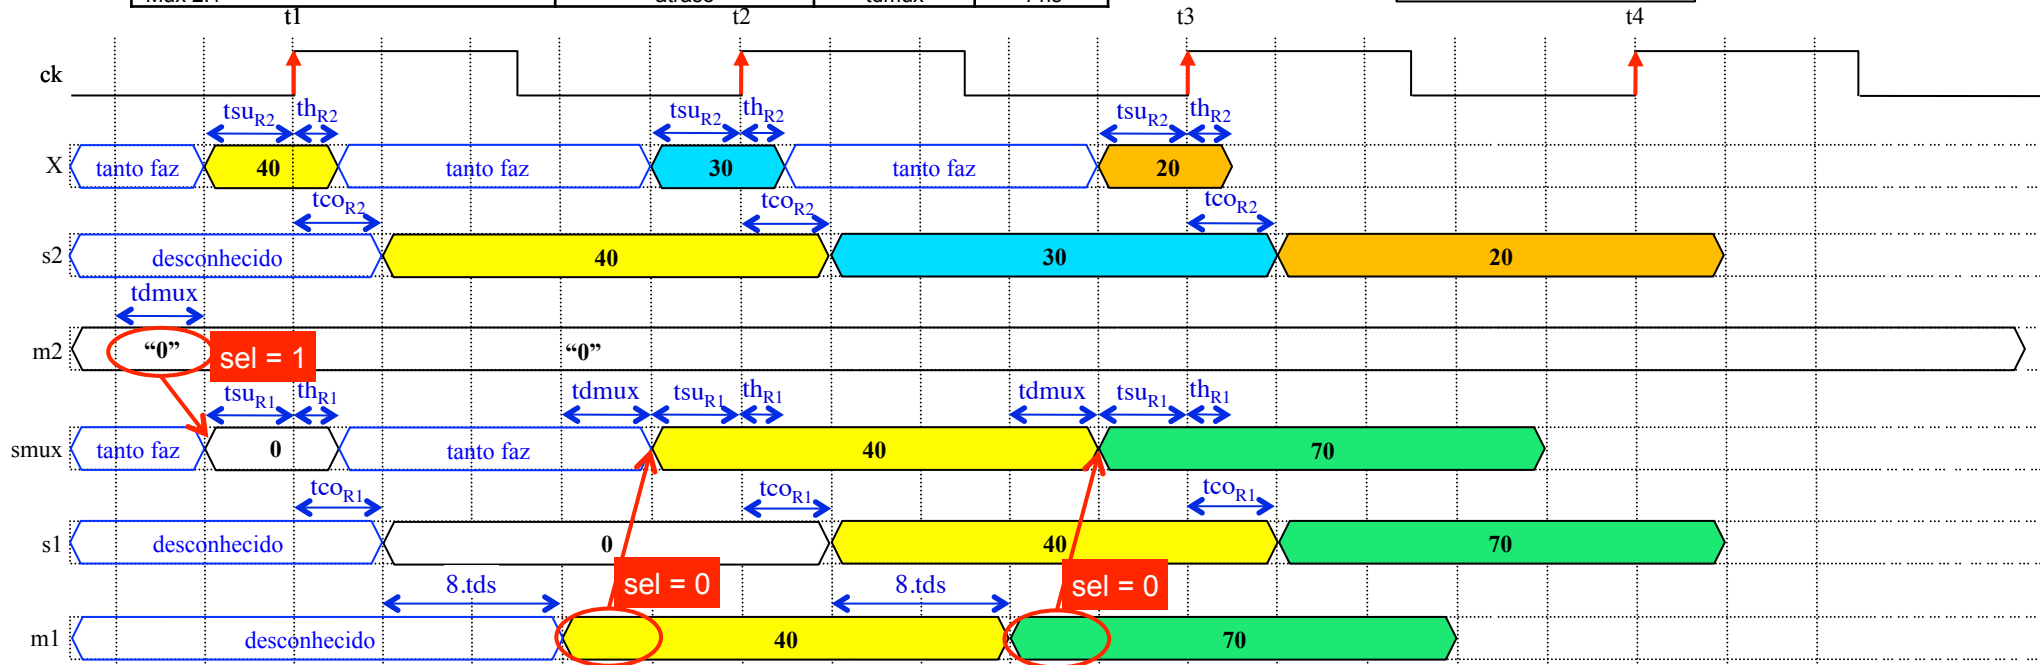 t1 t2 t3 t4
ck
tsuR2 thR2 tsuR2 thR2 tsuR2 thR2
X tanto faz 40 tanto faz 30 tanto faz 20
tcoR2 tcoR2 tcoR2
s2 desconhecido 40 30 20
tdmux
m2 “0” sel = 1 “0”
tsuR1 thR1 tdmux tsuR1 thR1 tdmux tsuR1 thR1
smux tanto faz 0 tanto faz 40 70
tcoR1 tcoR1 tcoR1
s1 desconhecido 0 40 70
8.tds sel = 0 8.tds sel = 0
m1 desconhecido 40 70